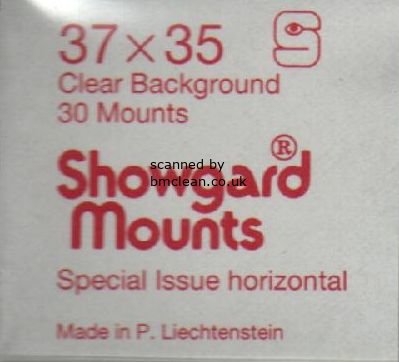 37 × 35 S
Clear Background
30 Mounts
Showgard®
Mounts
scanned by
bmclean.co.uk
Special Issue horizontal
Made in P. Liechtenstein